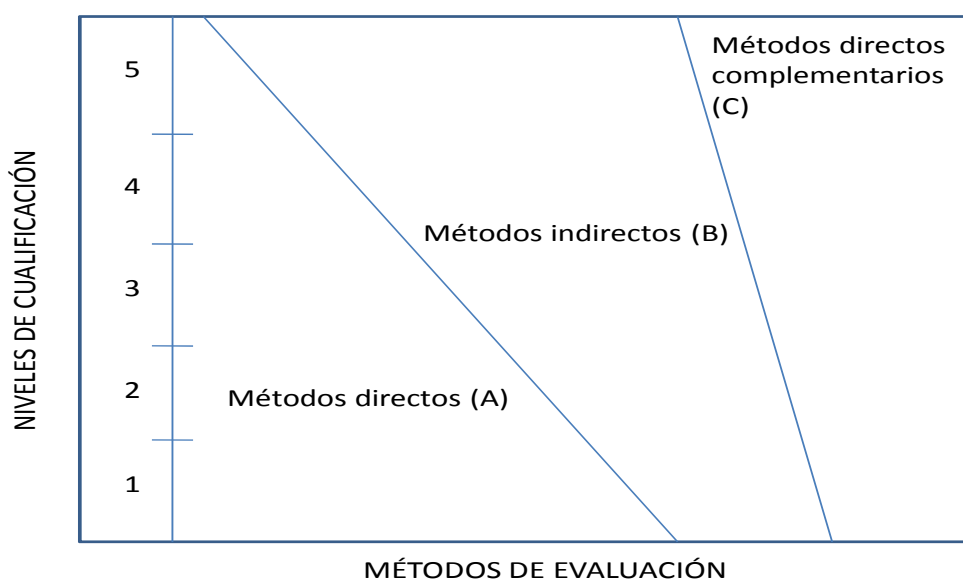 NIVELES DE CUALIFICACIÓN
5
4
3
2
1
Métodos directos
complementarios
(C)
Métodos indirectos (B)
Métodos directos (A)
MÉTODOS DE EVALUACIÓN